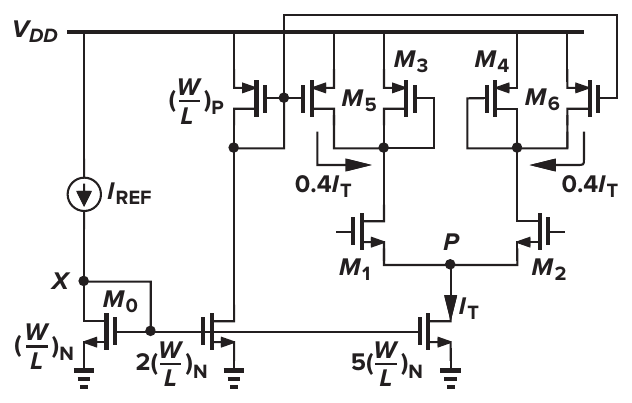 V_DD
M_3
M_4
(W/L)_P
M_5
M_6
0.4I_T
0.4I_T
I_REF
P
M_1
M_2
X
M_0
I_T
(W/L)_N
2(W/L)_N
5(W/L)_N